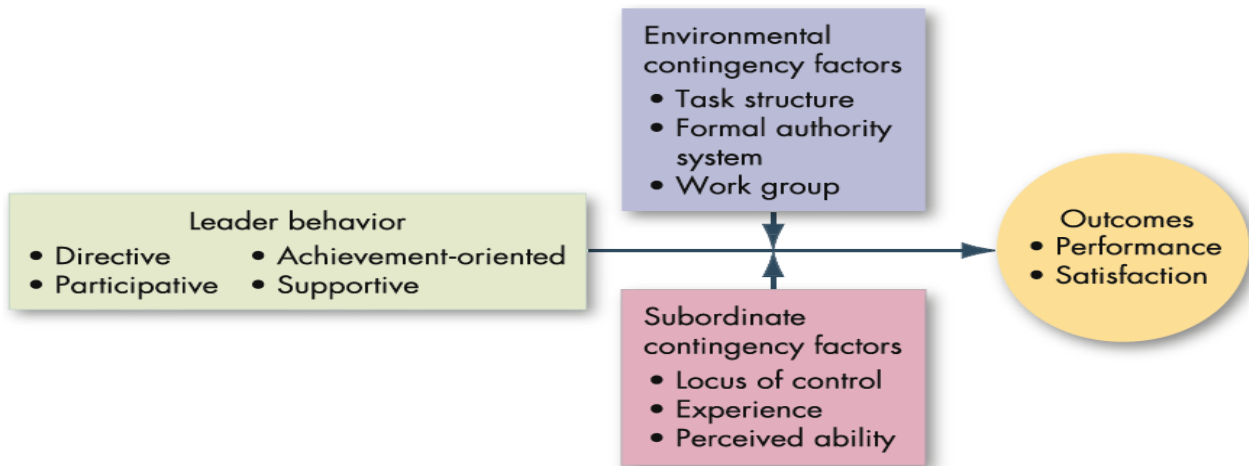 Environmental
contingency factors
• Task structure
• Formal authority
system
• Work group
Leader behavior
• Directive • Achievement-oriented
• Participative • Supportive
Outcomes
• Performance
• Satisfaction
Subordinate
contingency factors
• Locus of control
• Experience
• Perceived ability